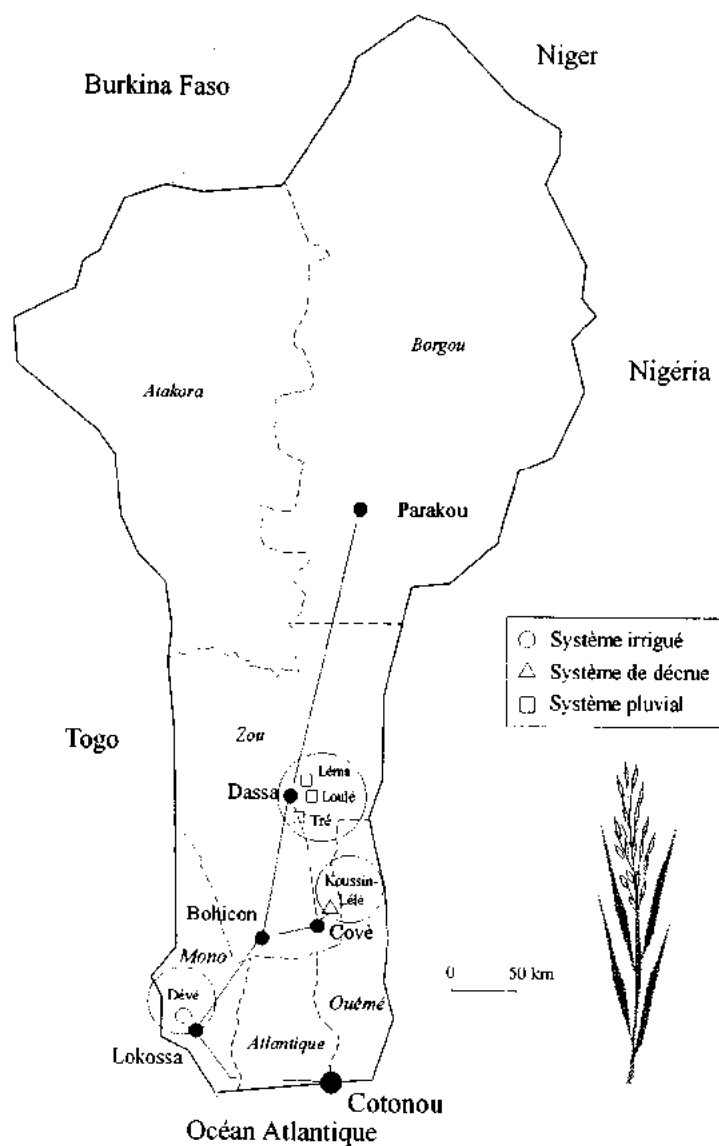 Niger
Burkina Faso
Borgou
Nigéria
Atakora
Parakou
Système irrigué
Système de décrue
Système pluvial
Togo
Zou
Léma
Dassa
Loulé
Tré
Koussin-
Lélé
Bohicon
Covè
Mono
0 50 km
Dévé
Ouémé
Lokossa
Atlantique
Cotonou
Océan Atlantique